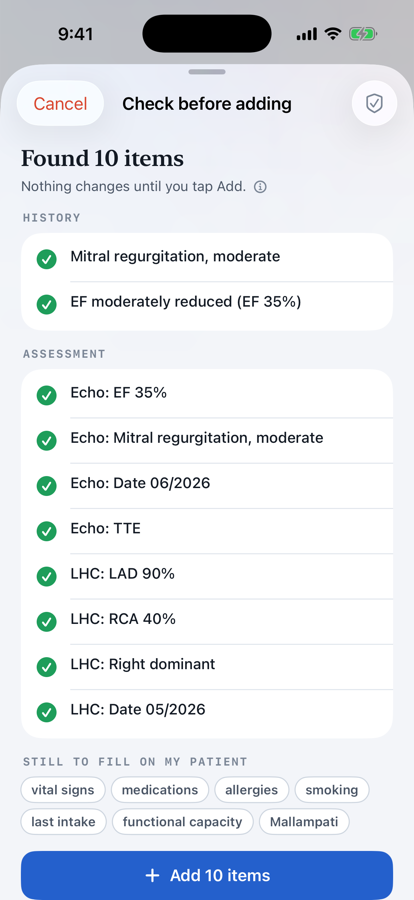 9:41
Cancel
Check before adding
Found 10 items
Nothing changes until you tap Add.
HISTORY
Mitral regurgitation, moderate
EF moderately reduced (EF 35%)
ASSESSMENT
Echo: EF 35%
Echo: Mitral regurgitation, moderate
Echo: Date 06/2026
Echo: TTE
LHC: LAD 90%
LHC: RCA 40%
LHC: Right dominant
LHC: Date 05/2026
STILL TO FILL ON MY PATIENT
vital signs medications allergies smoking
last intake functional capacity Mallampati
+ Add 10 items